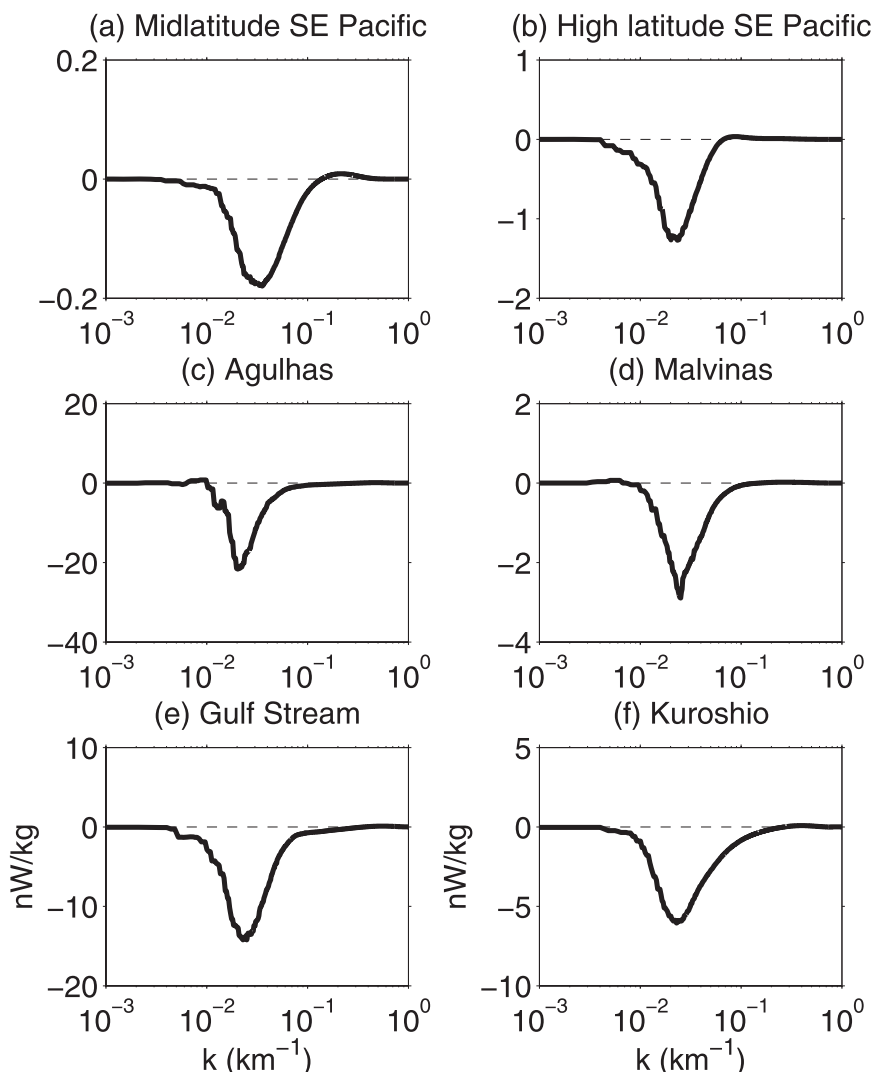 (a) Midlatitude SE Pacific
0.2
0
−0.2
10⁻³ 10⁻² 10⁻¹ 10⁰
(b) High latitude SE Pacific
1
0
−1
−2
10⁻³ 10⁻² 10⁻¹ 10⁰
(c) Agulhas
20
0
−20
−40
10⁻³ 10⁻² 10⁻¹ 10⁰
(d) Malvinas
2
0
−2
−4
10⁻³ 10⁻² 10⁻¹ 10⁰
(e) Gulf Stream
10
0
−10
−20
nW/kg
10⁻³ 10⁻² 10⁻¹ 10⁰
k (km⁻¹)
(f) Kuroshio
5
0
−5
−10
nW/kg
10⁻³ 10⁻² 10⁻¹ 10⁰
k (km⁻¹)